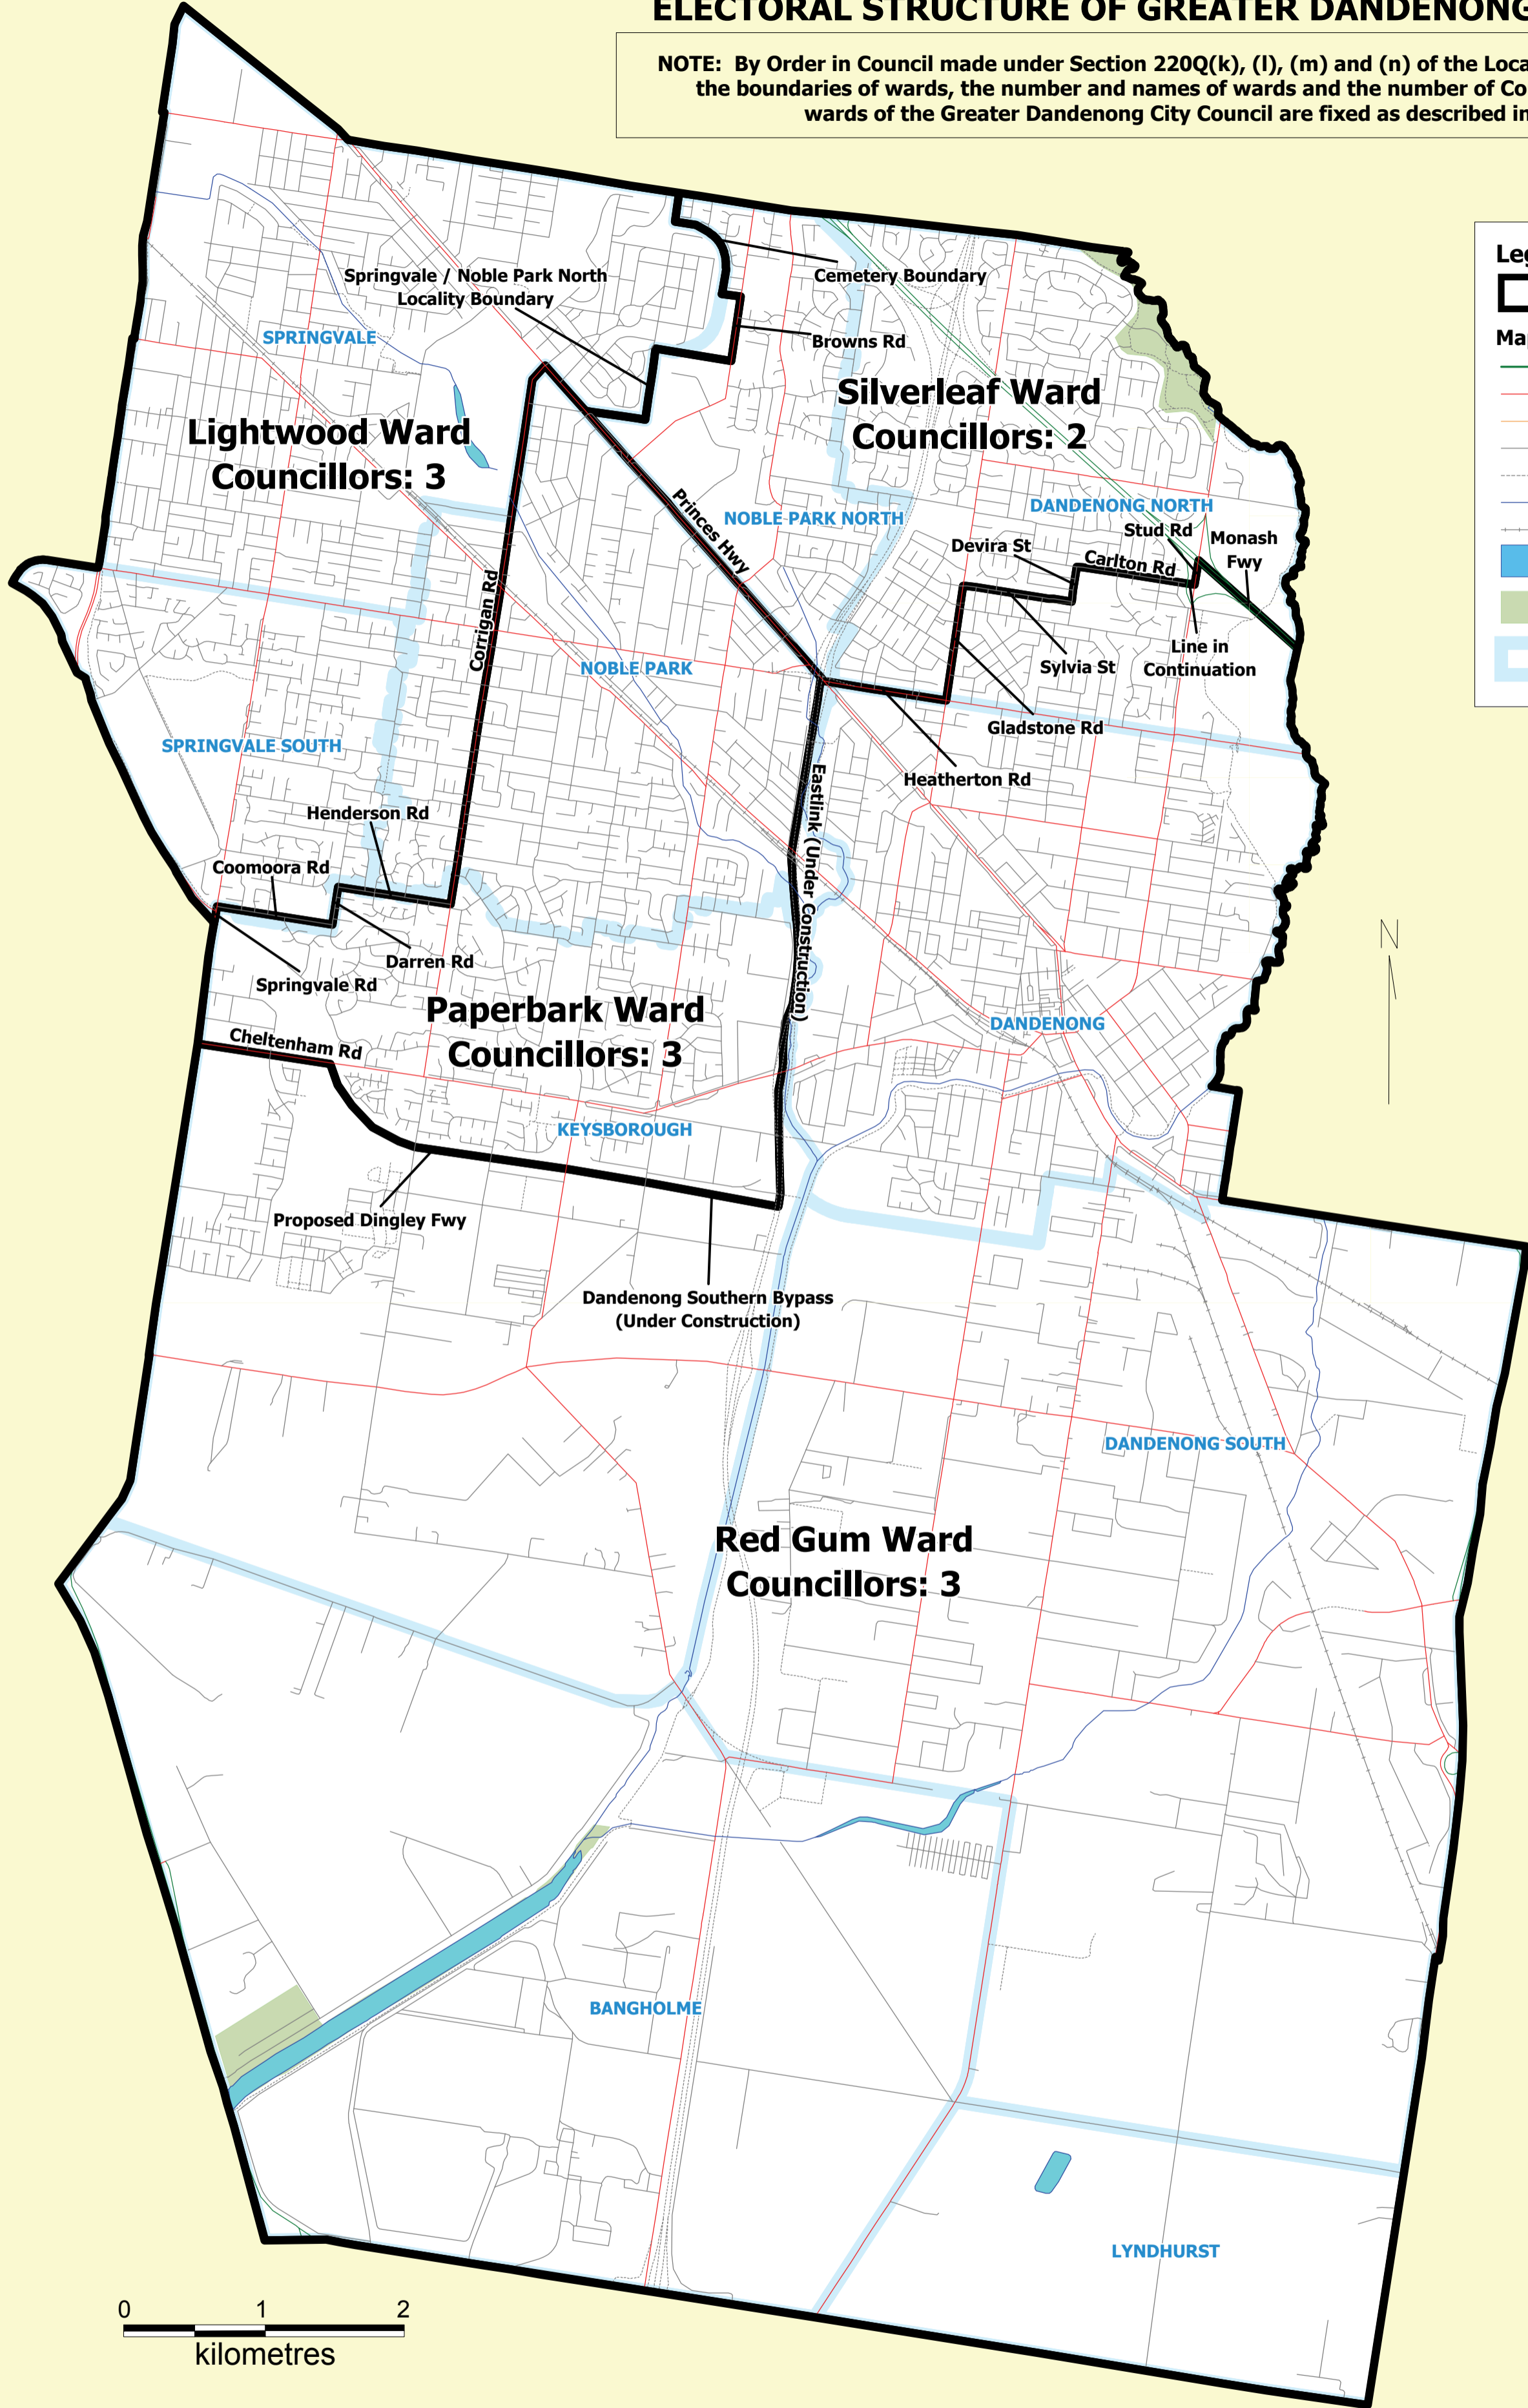 ELECTORAL STRUCTURE OF GREATER DANDENONG
NOTE: By Order in Council made under Section 220Q(k), (l), (m) and (n) of the Loca
the boundaries of wards, the number and names of wards and the number of Co
wards of the Greater Dandenong City Council are fixed as described in
Leg
Ma
Springvale / Noble Park North
Locality Boundary
Cemetery Boundary
SPRINGVALE
Browns Rd
Silverleaf Ward
Councillors: 2
Lightwood Ward
Councillors: 3
Princes Hwy
NOBLE PARK NORTH
DANDENONG NORTH
Stud Rd
Monash
Fwy
Devira St
Carlton Rd
Corrigan Rd
NOBLE PARK
Sylvia St
Line in
Continuation
Gladstone Rd
SPRINGVALE SOUTH
Heatherton Rd
Eastlink (Under Construction)
Henderson Rd
Coomoora Rd
Darren Rd
Springvale Rd
N
Paperbark Ward
Councillors: 3
DANDENONG
Cheltenham Rd
KEYSBOROUGH
Proposed Dingley Fwy
Dandenong Southern Bypass
(Under Construction)
DANDENONG SOUTH
Red Gum Ward
Councillors: 3
BANGHOLME
LYNDHURST
0 1 2
kilometres